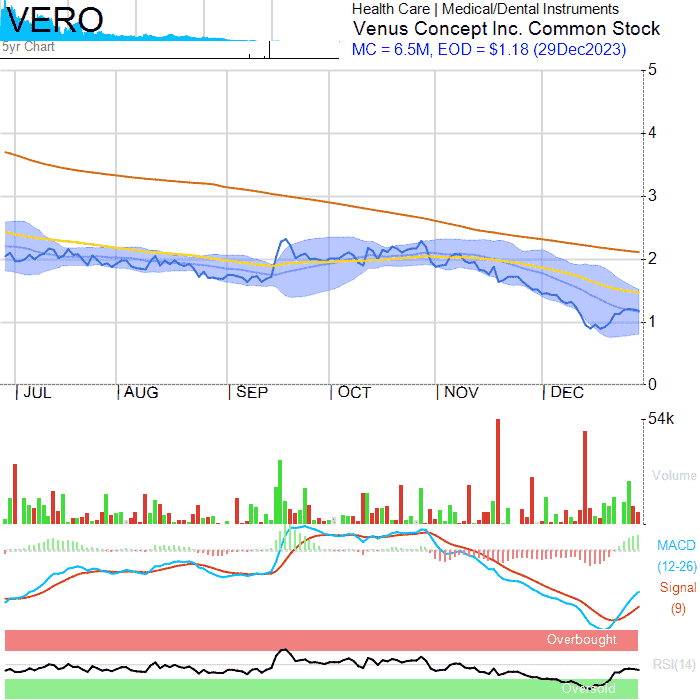 VERO
5yr Chart
Health Care | Medical/Dental Instruments
Venus Concept Inc. Common Stock
MC = 6.5M, EOD = $1.18 (29Dec2023)
5
4
3
2
1
0
JUL AUG SEP OCT NOV DEC
54k
Volume
MACD
(12-26)
Signal
(9)
Overbought
RSI(14)
Oversold